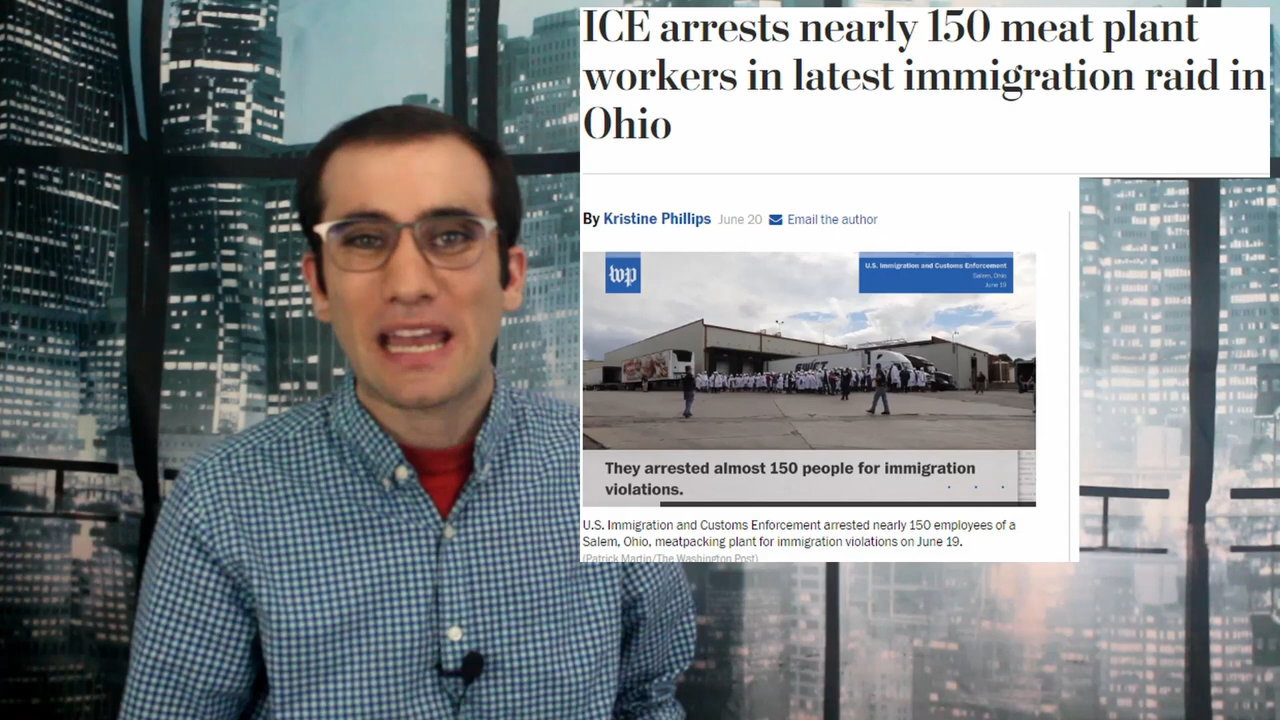 ICE arrests nearly 150 meat plant
workers in latest immigration raid in
Ohio
By Kristine Phillips June 20 Email the author
wp
U.S. Immigration and Customs Enforcement
Salem, Ohio
June 19
They arrested almost 150 people for immigration
violations.
U.S. Immigration and Customs Enforcement arrested nearly 150 employees of a
Salem, Ohio, meatpacking plant for immigration violations on June 19.
(Patrick Martin/The Washington Post)